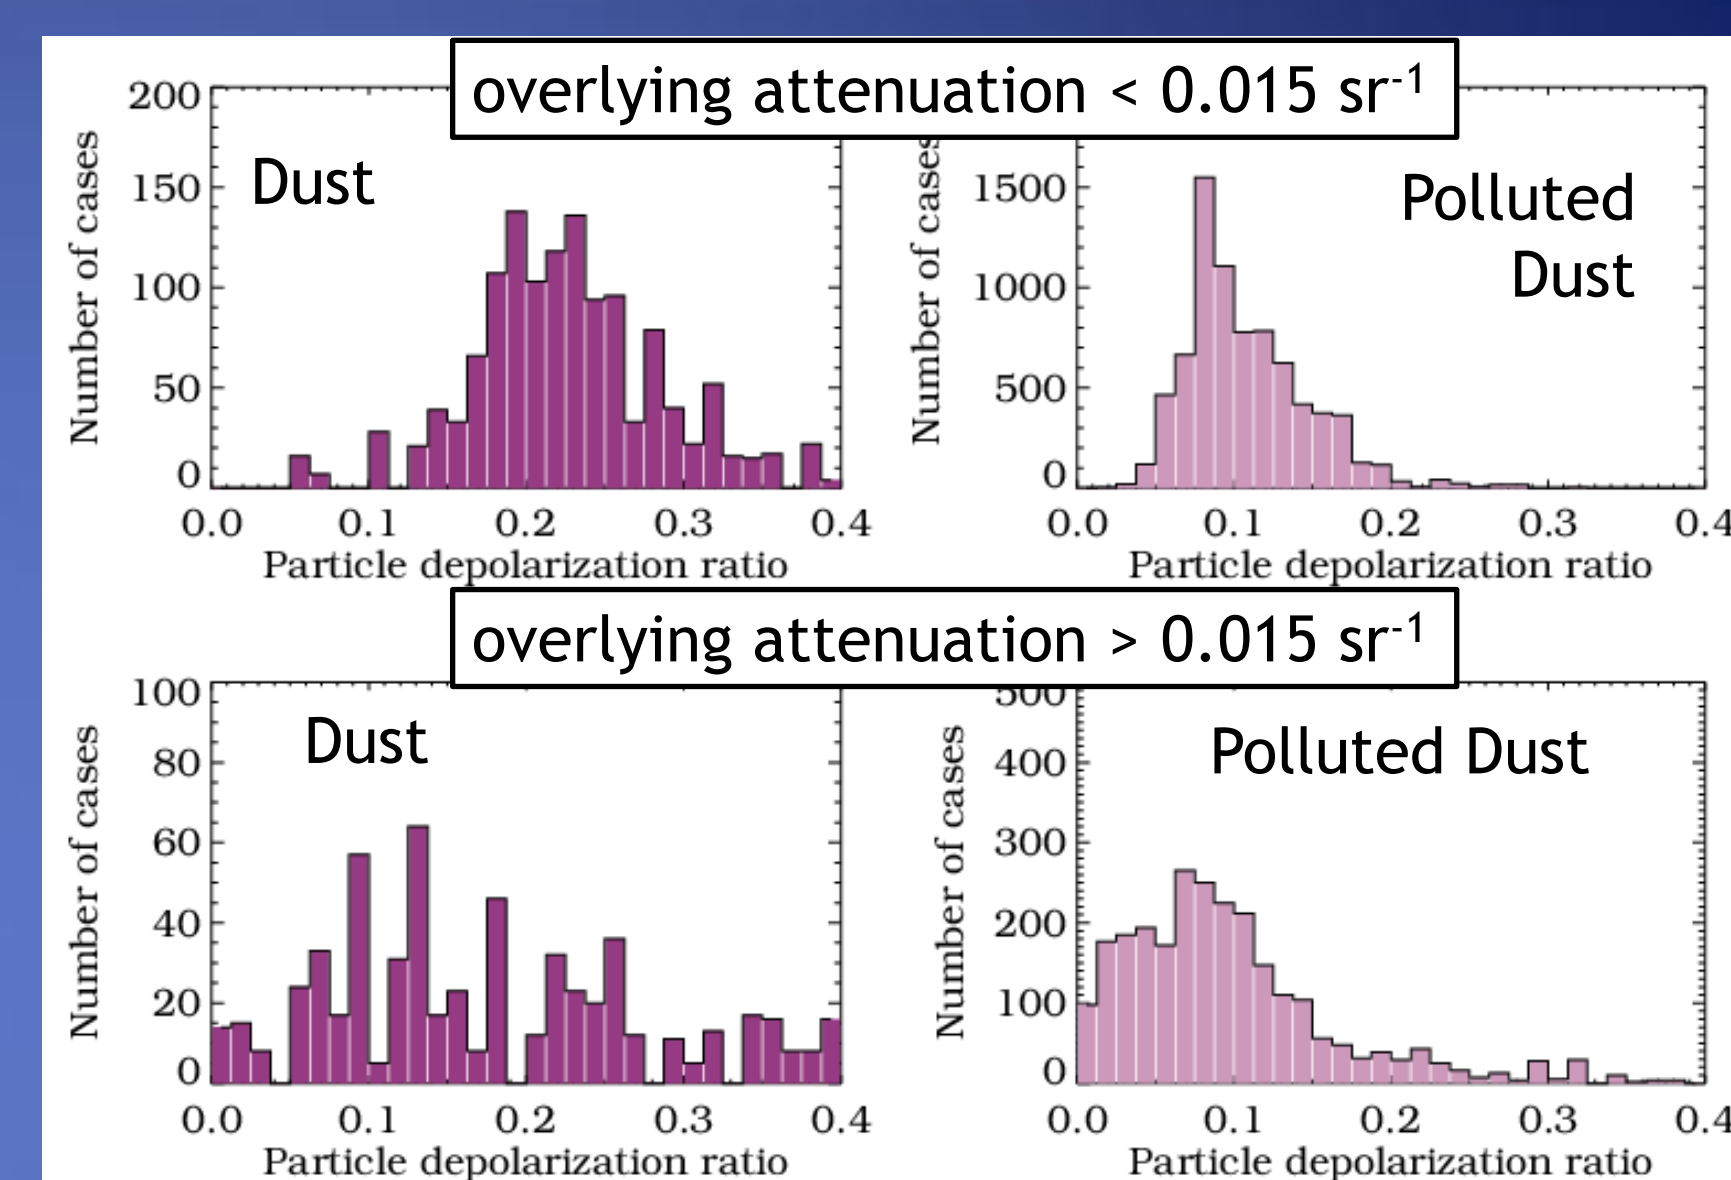 overlying attenuation < 0.015 sr-1
200
150
100
50
0
Number of cases
Dust
0.0 0.1 0.2 0.3 0.4
Particle depolarization ratio
1500
1000
500
0
Number of cases
Polluted
Dust
0.0 0.1 0.2 0.3 0.4
Particle depolarization ratio
overlying attenuation > 0.015 sr-1
100
80
60
40
20
0
Number of cases
Dust
0.0 0.1 0.2 0.3 0.4
Particle depolarization ratio
500
400
300
200
100
0
Number of cases
Polluted Dust
0.0 0.1 0.2 0.3 0.4
Particle depolarization ratio